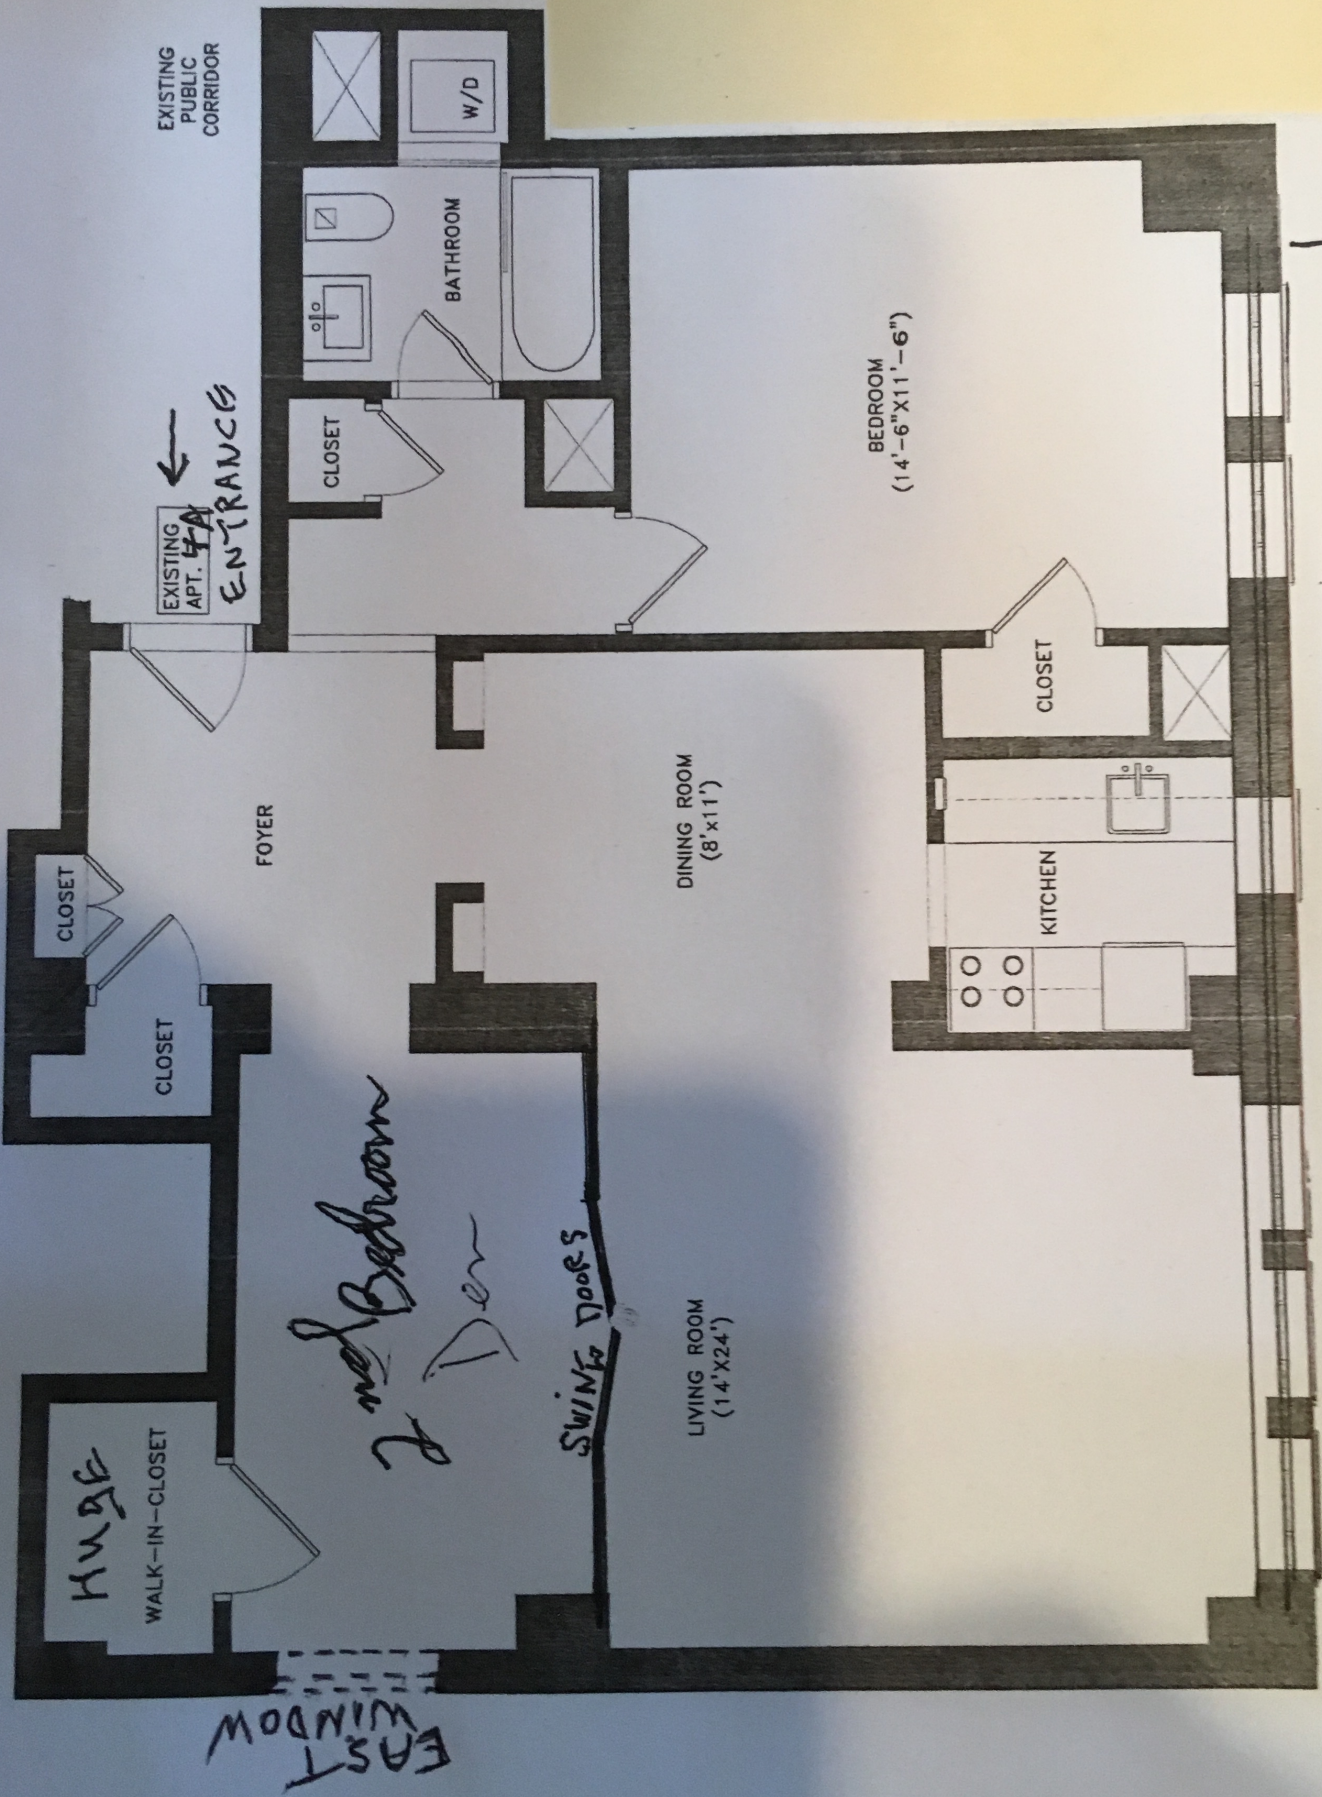 EXISTING
PUBLIC
CORRIDOR
EXISTING
APT. 4A
ENTRANCE
W/D
BATHROOM
CLOSET
BEDROOM
(14'-6"X11'-6")
CLOSET
FOYER
CLOSET
CLOSET
DINING ROOM
(8'x11')
KITCHEN
2nd Bedroom
Den
SWING DOORS
LIVING ROOM
(14'X24')
HUGE
WALK-IN-CLOSET
EAST
WINDOW